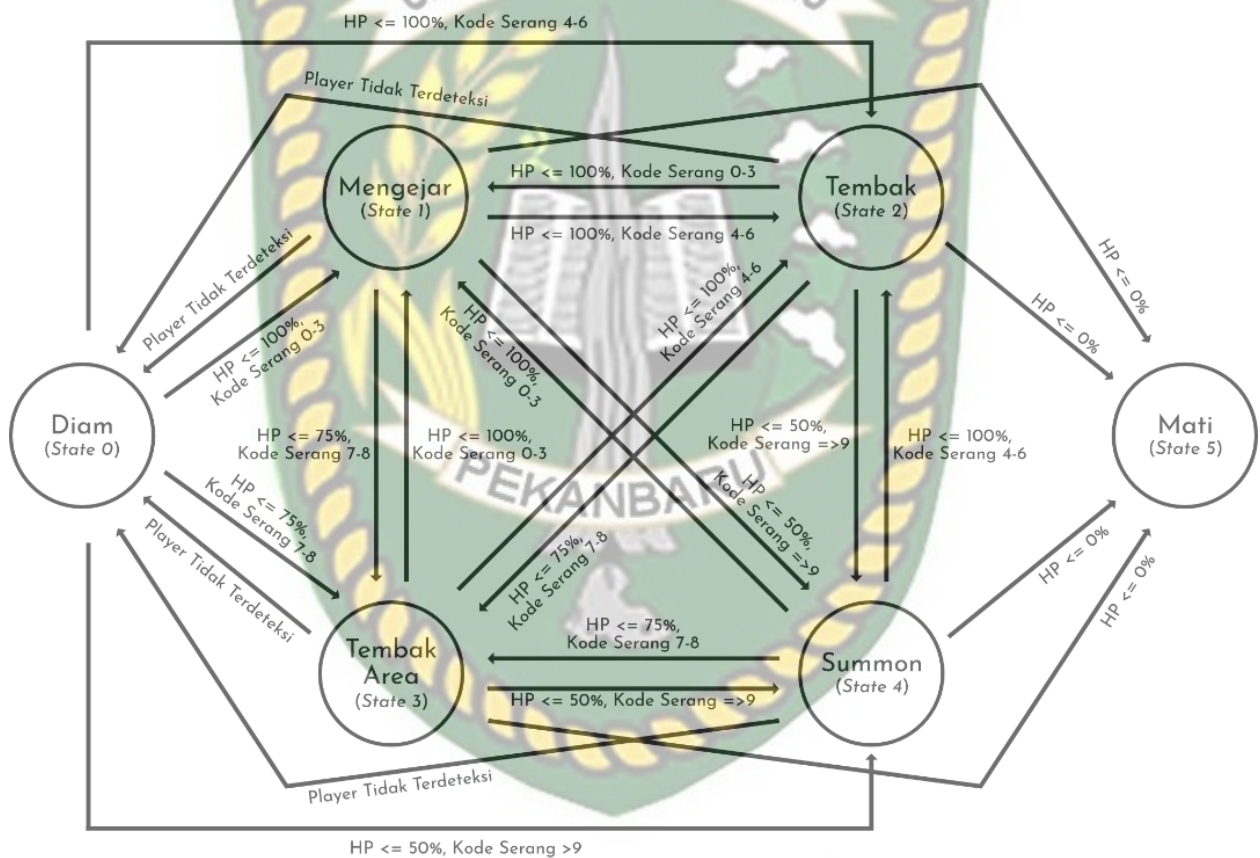 HP <= 100%, Kode Serang 4-6
Player Tidak Terdeteksi
Mengejar
(State 1)
HP <= 100%, Kode Serang 0-3
HP <= 100%, Kode Serang 4-6
Tembak
(State 2)
HP <= 0%
HP <= 0%
Player Tidak Terdeteksi
HP <= 100%,
Kode Serang 0-3
HP <= 100%,
Kode Serang 0-3
HP <= 100%,
Kode Serang 4-6
Diam
(State 0)
HP <= 75%,
Kode Serang 7-8
HP <= 100%,
Kode Serang 0-3
HP <= 50%,
Kode Serang =>9
HP <= 100%,
Kode Serang 4-6
Mati
(State 5)
PEKANBARU
HP <= 75%,
Kode Serang 7-8
Player Tidak Terdeteksi
HP <= 75%,
Kode Serang 7-8
HP <= 50%,
Kode Serang =>9
HP <= 0%
HP <= 0%
Tembak
Area
(State 3)
HP <= 75%,
Kode Serang 7-8
HP <= 50%, Kode Serang =>9
Summon
(State 4)
Player Tidak Terdeteksi
HP <= 50%, Kode Serang >9